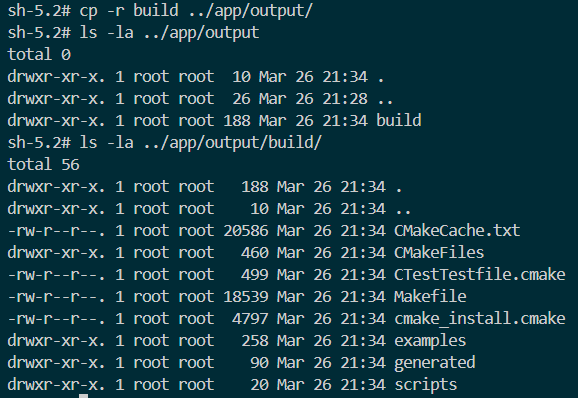 sh-5.2# cp -r build ../app/output/
sh-5.2# ls -la ../app/output
total 0
drwxr-xr-x. 1 root root  10 Mar 26 21:34 .
drwxr-xr-x. 1 root root  26 Mar 26 21:28 ..
drwxr-xr-x. 1 root root 188 Mar 26 21:34 build
sh-5.2# ls -la ../app/output/build/
total 56
drwxr-xr-x. 1 root root   188 Mar 26 21:34 .
drwxr-xr-x. 1 root root    10 Mar 26 21:34 ..
-rw-r--r--. 1 root root 20586 Mar 26 21:34 CMakeCache.txt
drwxr-xr-x. 1 root root   460 Mar 26 21:34 CMakeFiles
-rw-r--r--. 1 root root   499 Mar 26 21:34 CTestTestfile.cmake
-rw-r--r--. 1 root root 18539 Mar 26 21:34 Makefile
-rw-r--r--. 1 root root  4797 Mar 26 21:34 cmake_install.cmake
drwxr-xr-x. 1 root root   258 Mar 26 21:34 examples
drwxr-xr-x. 1 root root    90 Mar 26 21:34 generated
drwxr-xr-x. 1 root root    20 Mar 26 21:34 scripts